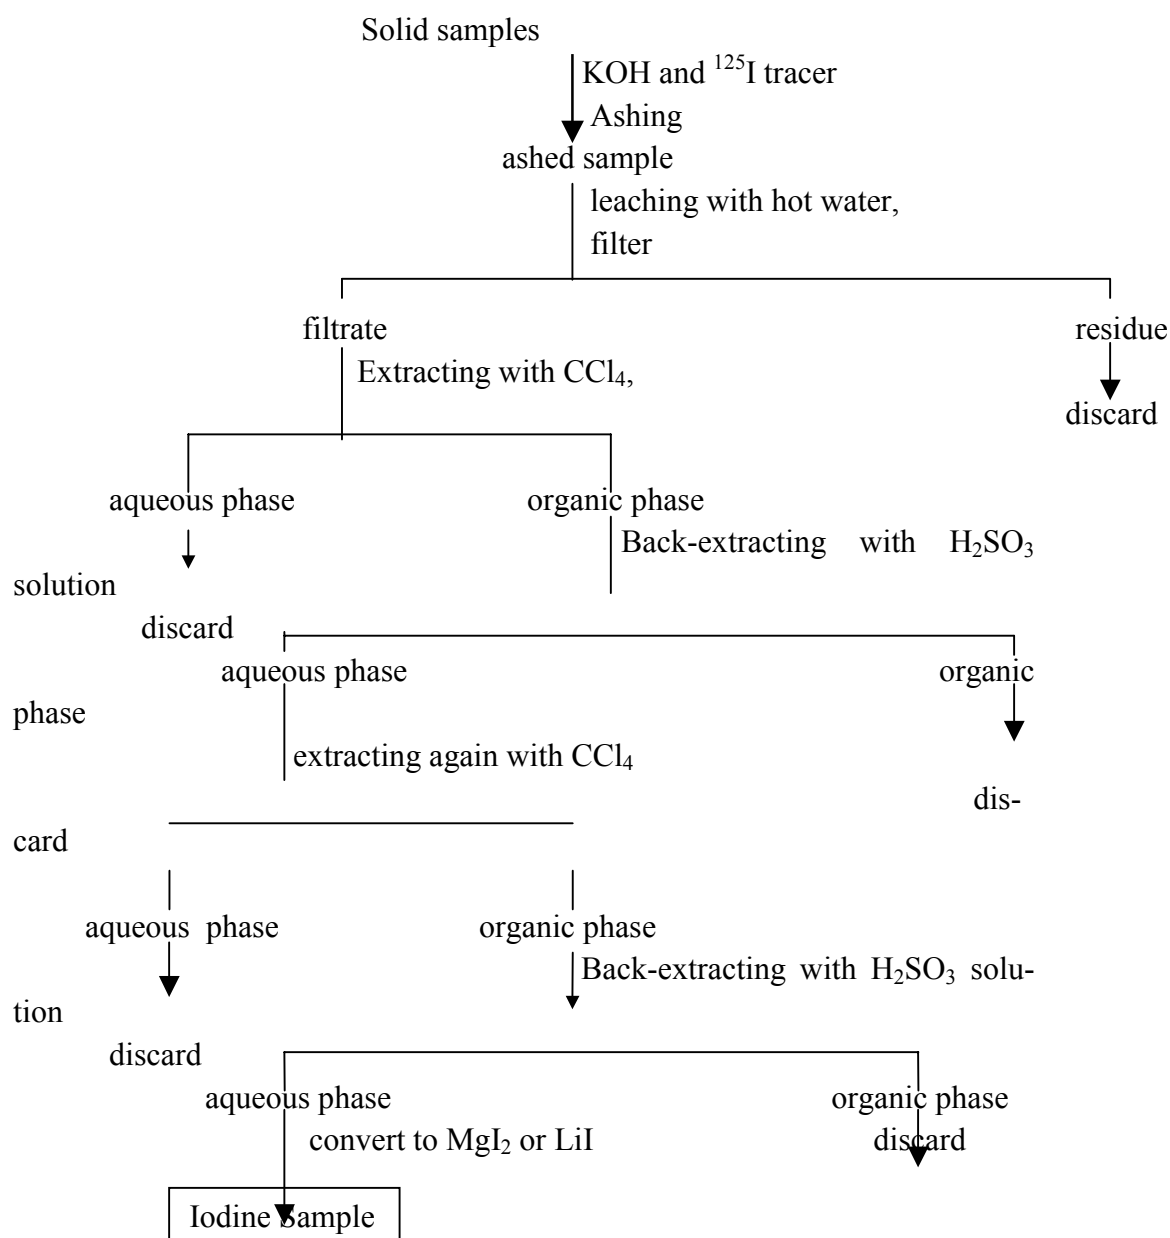 Solid samples
KOH and ¹²⁵I tracer
Ashing
ashed sample
leaching with hot water,
filter
filtrate residue
Extracting with CCl₄,
discard
aqueous phase organic phase
Back-extracting with H₂SO₃
solution
discard
aqueous phase organic
phase
extracting again with CCl₄
dis-
card
aqueous phase organic phase
Back-extracting with H₂SO₃ solu-
tion
discard
aqueous phase organic phase
convert to MgI₂ or LiI discard
Iodine Sample